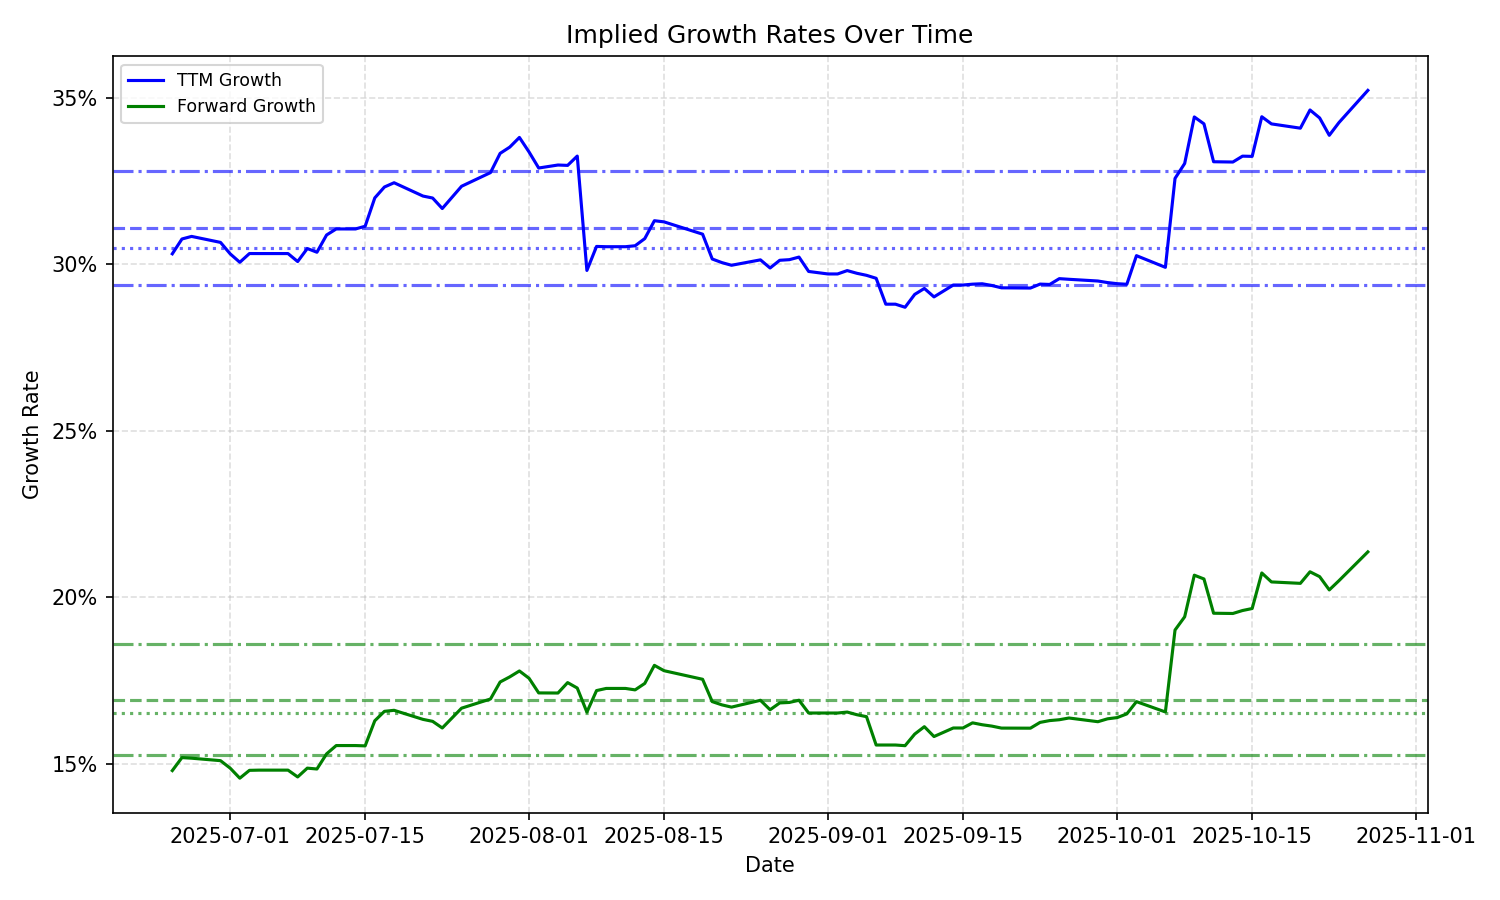 Implied Growth Rates Over Time
TTM Growth
Forward Growth
35%
30%
25%
20%
15%
Growth Rate
2025-07-01 2025-07-15 2025-08-01 2025-08-15 2025-09-01 2025-09-15 2025-10-01 2025-10-15 2025-11-01
Date